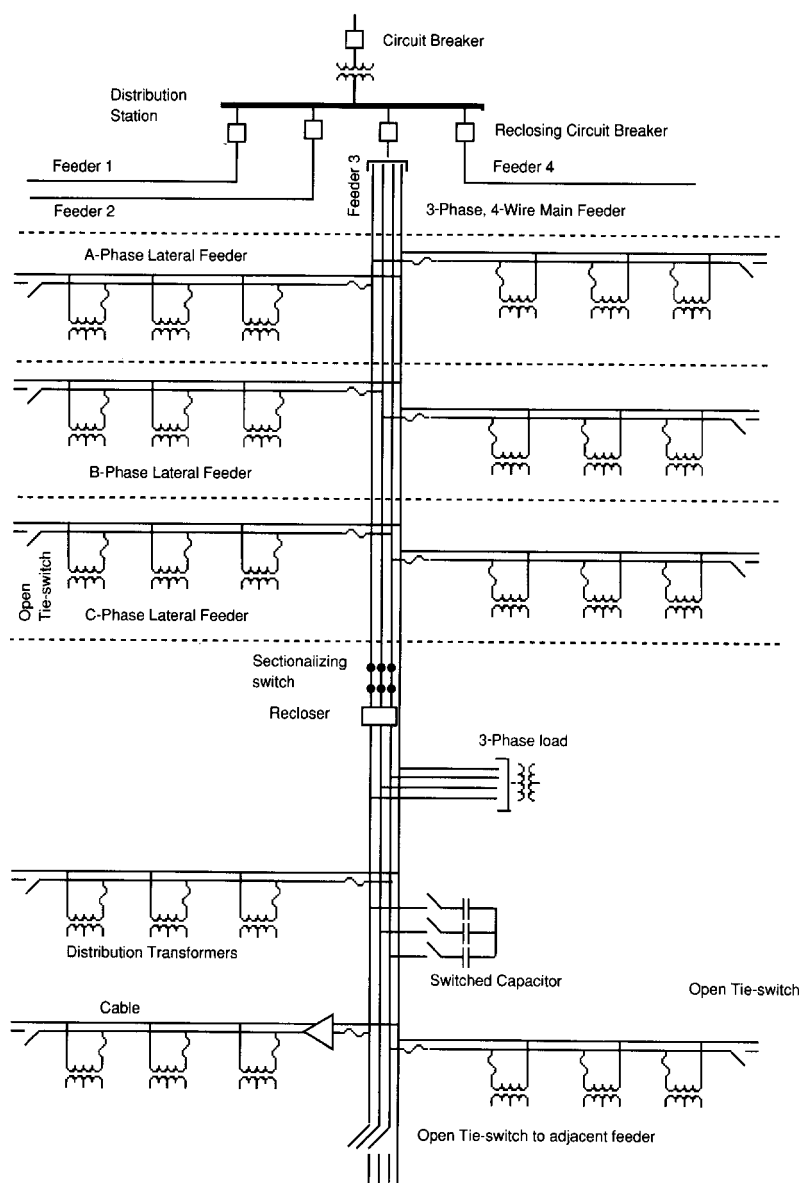 Circuit Breaker
Distribution
Station
Reclosing Circuit Breaker
Feeder 1
Feeder 3
Feeder 4
Feeder 2
3-Phase, 4-Wire Main Feeder
A-Phase Lateral Feeder
B-Phase Lateral Feeder
Open
Tie-switch
C-Phase Lateral Feeder
Sectionalizing
switch
Recloser
3-Phase load
Distribution Transformers
Switched Capacitor
Open Tie-switch
Cable
Open Tie-switch to adjacent feeder